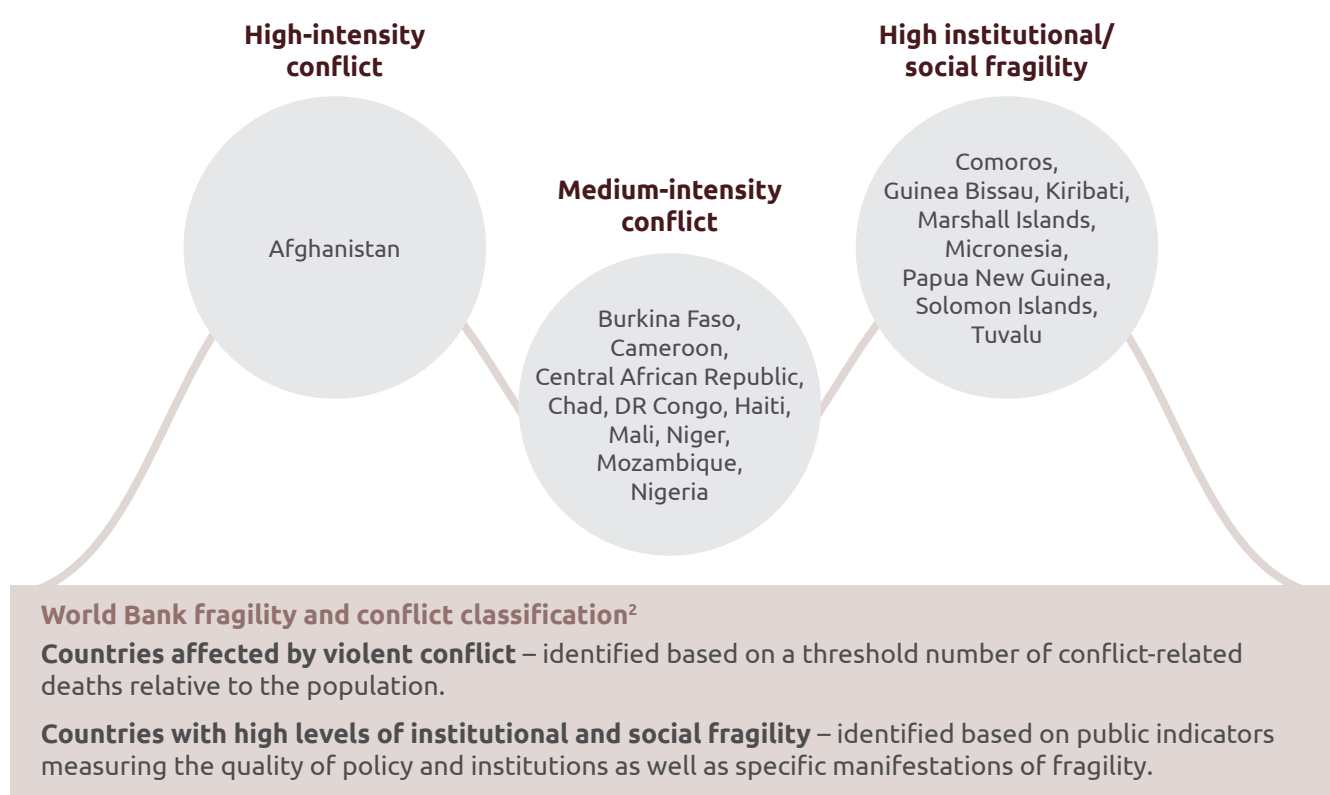 High-intensity
conflict
Afghanistan
Medium-intensity
conflict
Burkina Faso,
Cameroon,
Central African Republic,
Chad, DR Congo, Haiti,
Mali, Niger,
Mozambique,
Nigeria
High institutional/
social fragility
Comoros,
Guinea Bissau, Kiribati,
Marshall Islands,
Micronesia,
Papua New Guinea,
Solomon Islands,
Tuvalu
World Bank fragility and conflict classification²
Countries affected by violent conflict – identified based on a threshold number of conflict-related
deaths relative to the population.
Countries with high levels of institutional and social fragility – identified based on public indicators
measuring the quality of policy and institutions as well as specific manifestations of fragility.